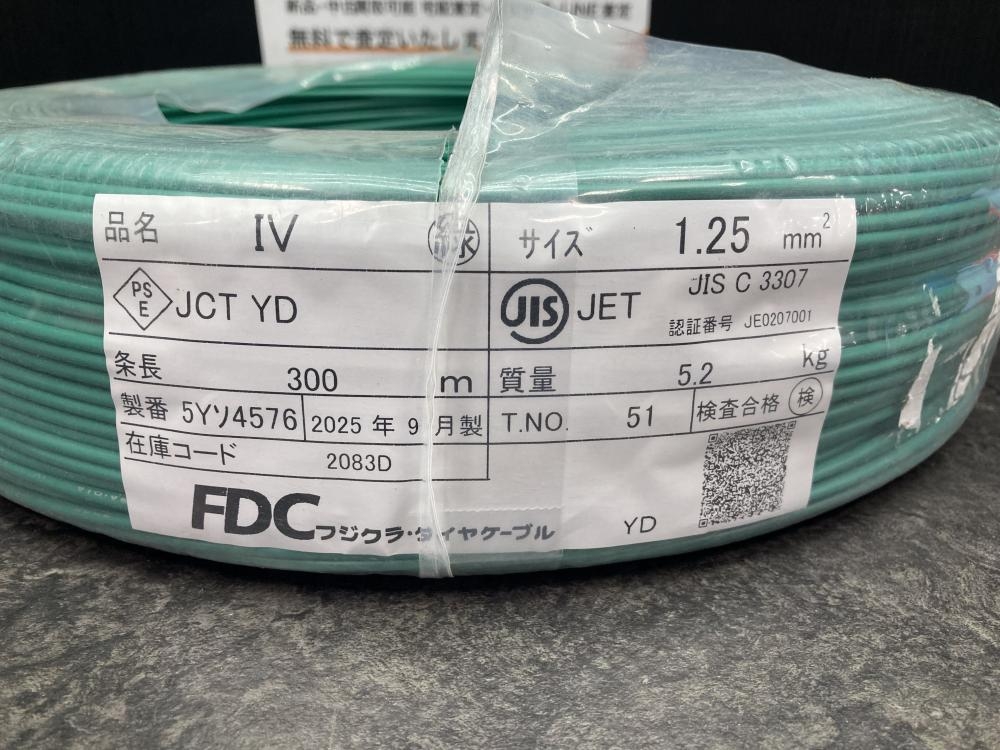 無料で査定いたします
品名 IV 緑 サイズ 1.25 mm²
PS E JCT YD JIS JET JIS C 3307
認証番号 JE0207001
条長 300 m 質量 5.2 kg
製番 5Yソ4576 2025 年 9 月製 T.NO. 51 検査合格 検
在庫コード 2083D
FDC フジクラ・ダイヤケーブル YD